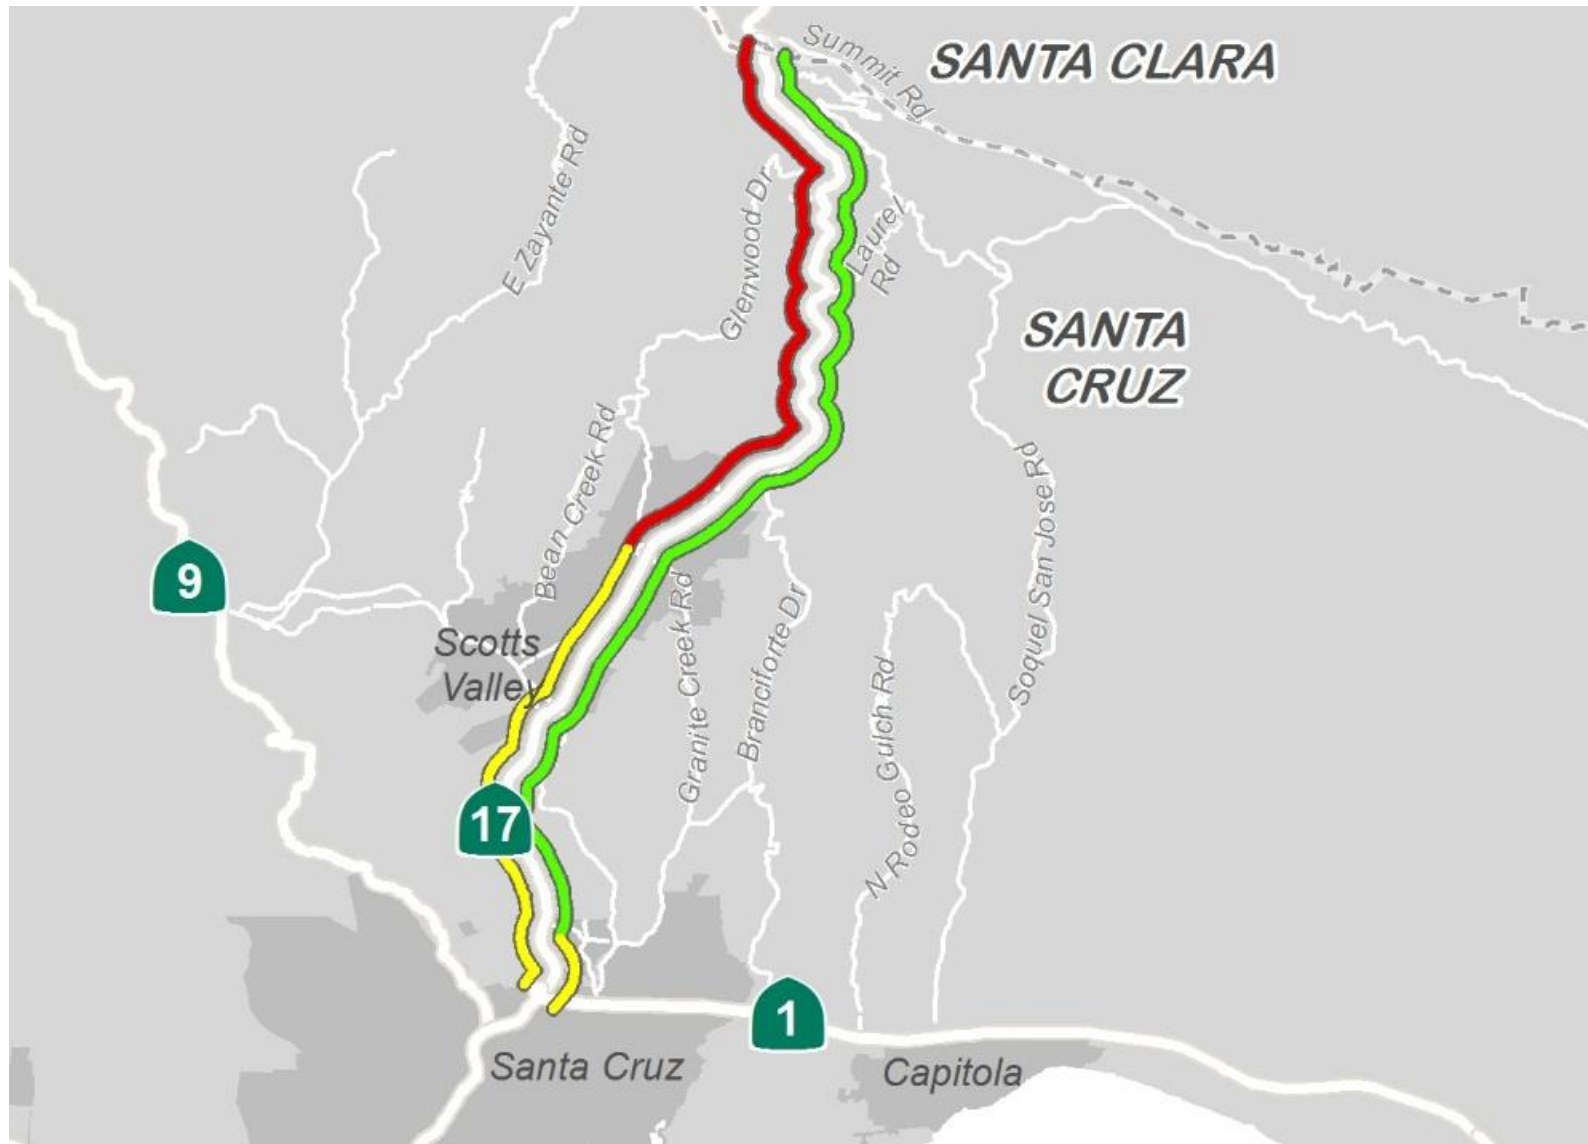 Summit Rd
SANTA CLARA
E Zayante Rd
Glenwood Dr
Laurel
Rd
SANTA
CRUZ
Bean Creek Rd
Soquel San Jose Rd
9
Scotts
Valley
Granite Creek Rd
Branciforte Dr
N Rodeo Gulch Rd
17
1
Santa Cruz
Capitola